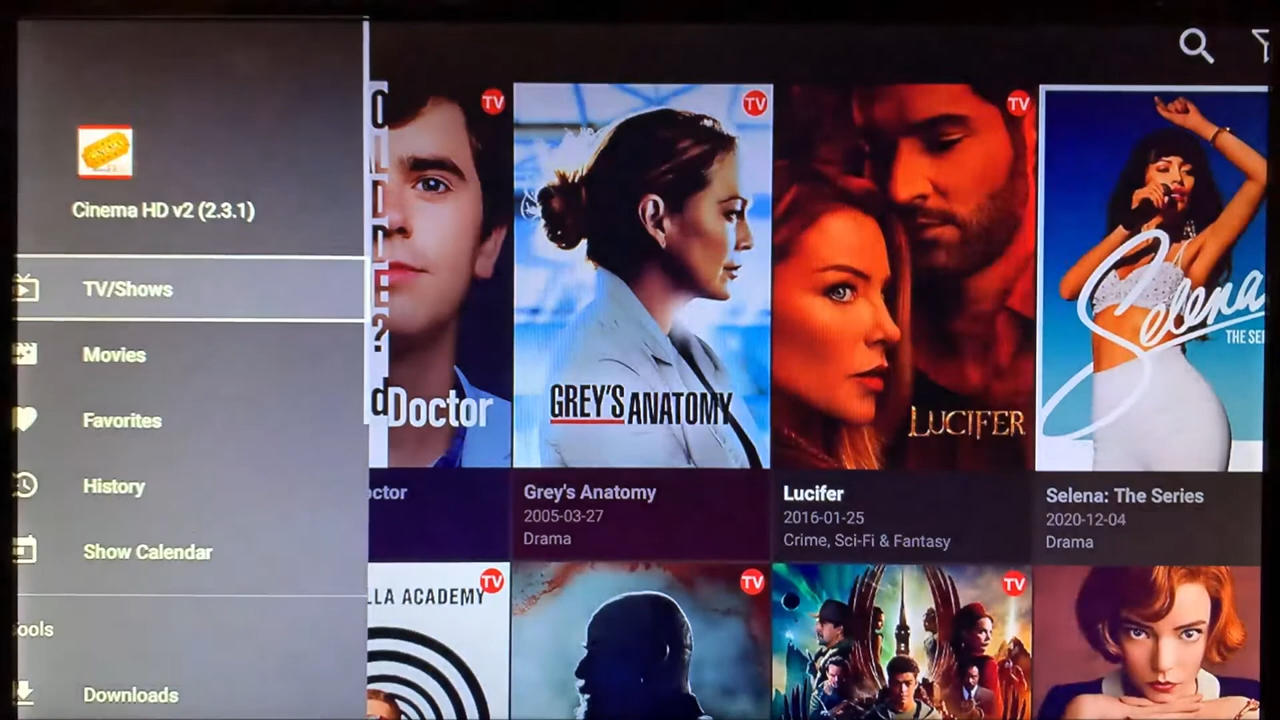 Cinema HD v2 (2.3.1)
TV/Shows
Movies
Favorites
History
Show Calendar
ools
Downloads
TV
dDoctor
octor
TV
GREY'S ANATOMY
Grey's Anatomy
2005-03-27
Drama
TV
LUCIFER
Lucifer
2016-01-25
Crime, Sci-Fi & Fantasy
Selena
THE SE
Selena: The Series
2020-12-04
Drama
LLA ACADEMY
TV
TV
TV